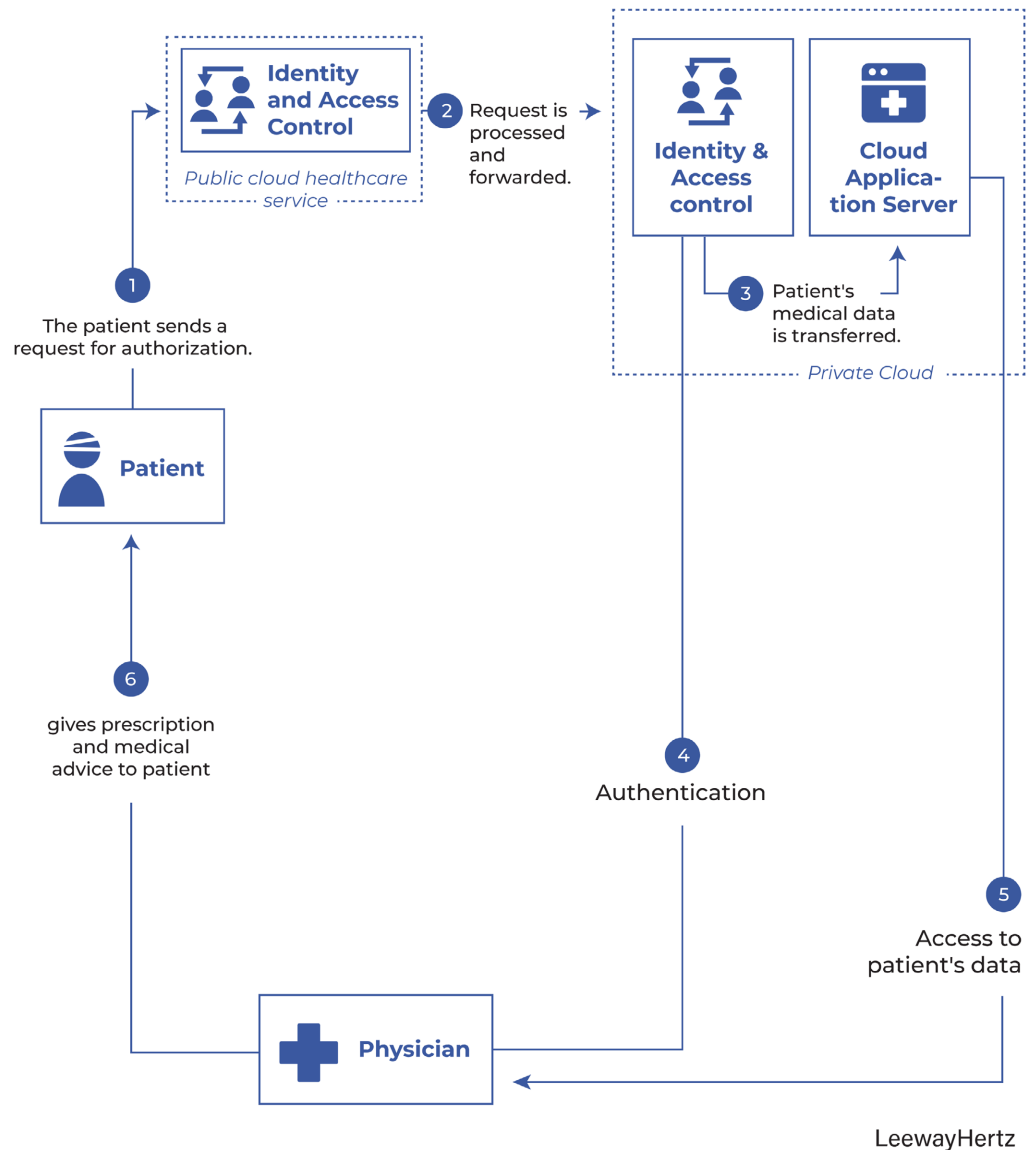 Identity
and Access
Control
Public cloud healthcare
service
2
Request is
processed
and
forwarded.
Identity &
Access
control
Cloud
Applica-
tion Server
3
Patient's
medical data
is transferred.
Private Cloud
1
The patient sends a
request for authorization.
Patient
6
gives prescription
and medical
advice to patient
4
Authentication
5
Access to
patient's data
Physician
LeewayHertz